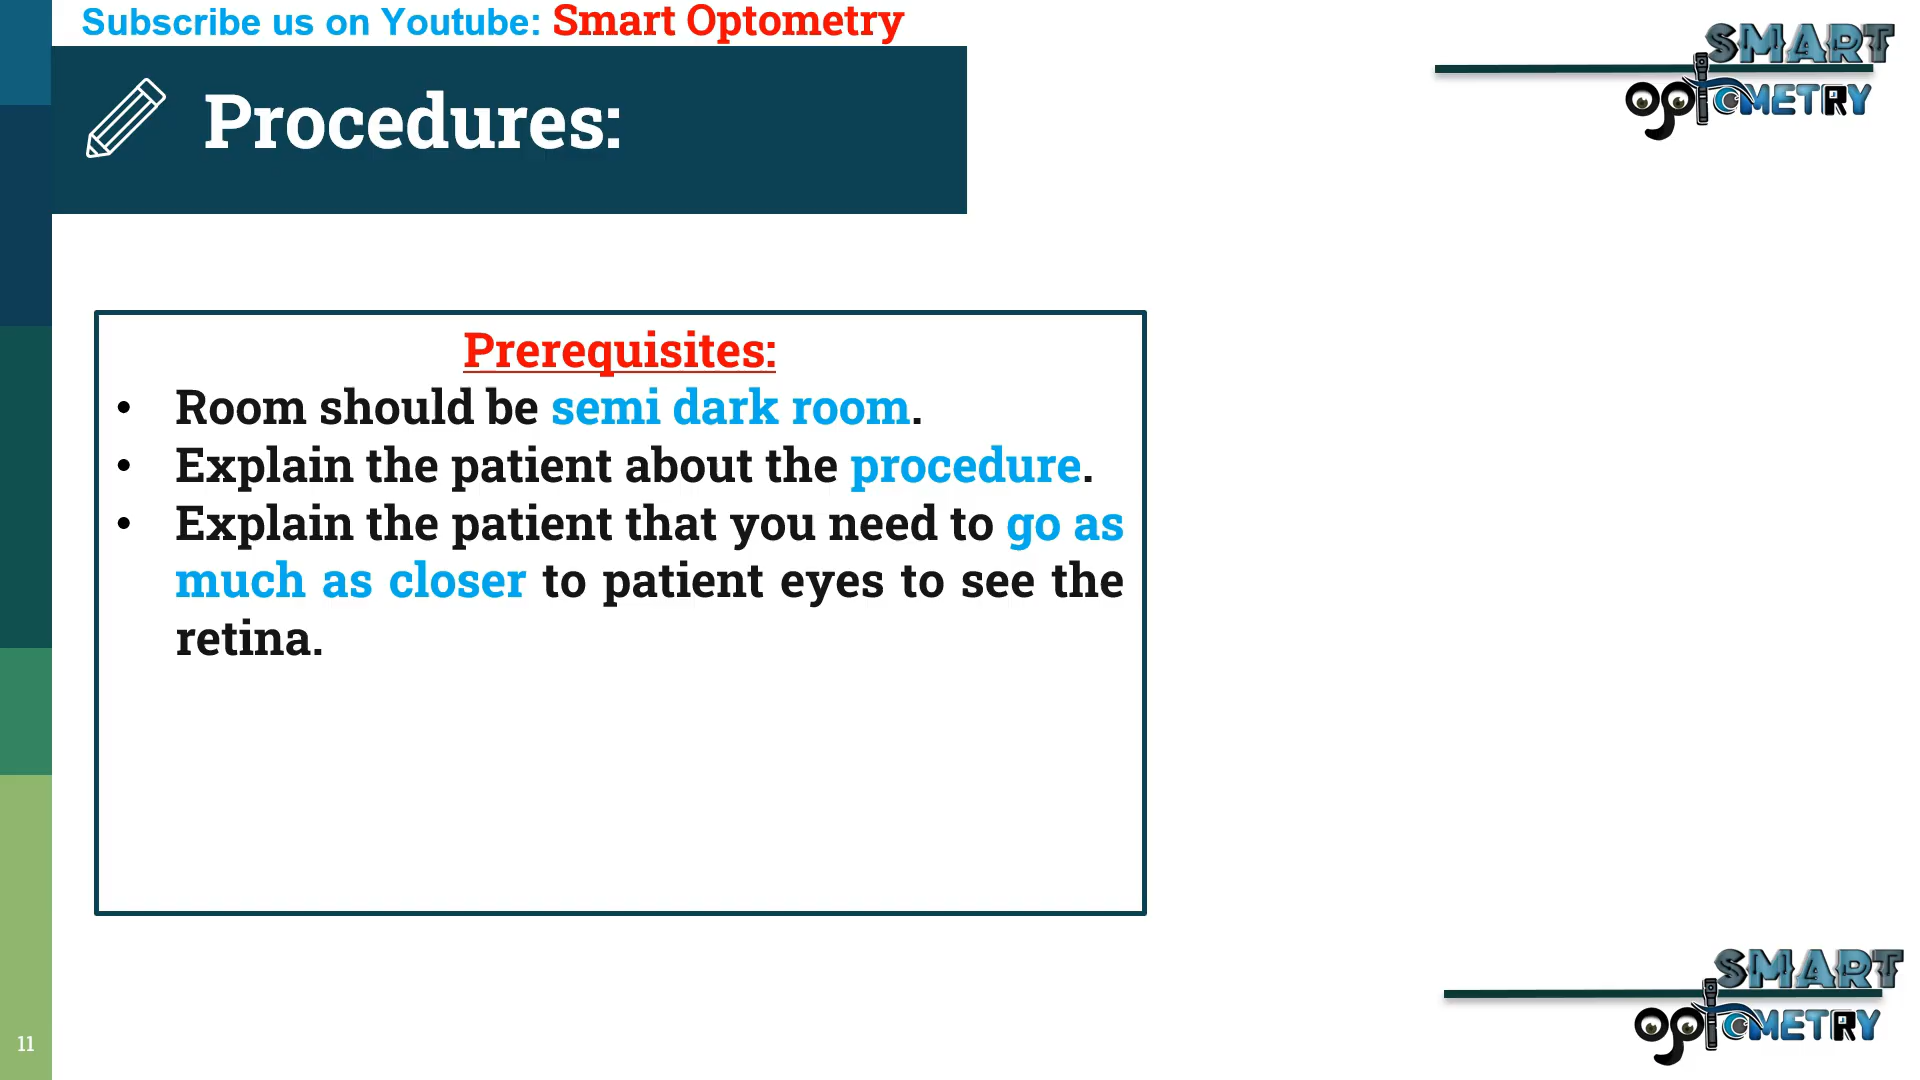 Subscribe us on Youtube: Smart Optometry
SMART
OptOMETRY
Procedures:
Prerequisites:
• Room should be semi dark room.
• Explain the patient about the procedure.
• Explain the patient that you need to go as
much as closer to patient eyes to see the
retina.
SMART
OptOMETRY
11